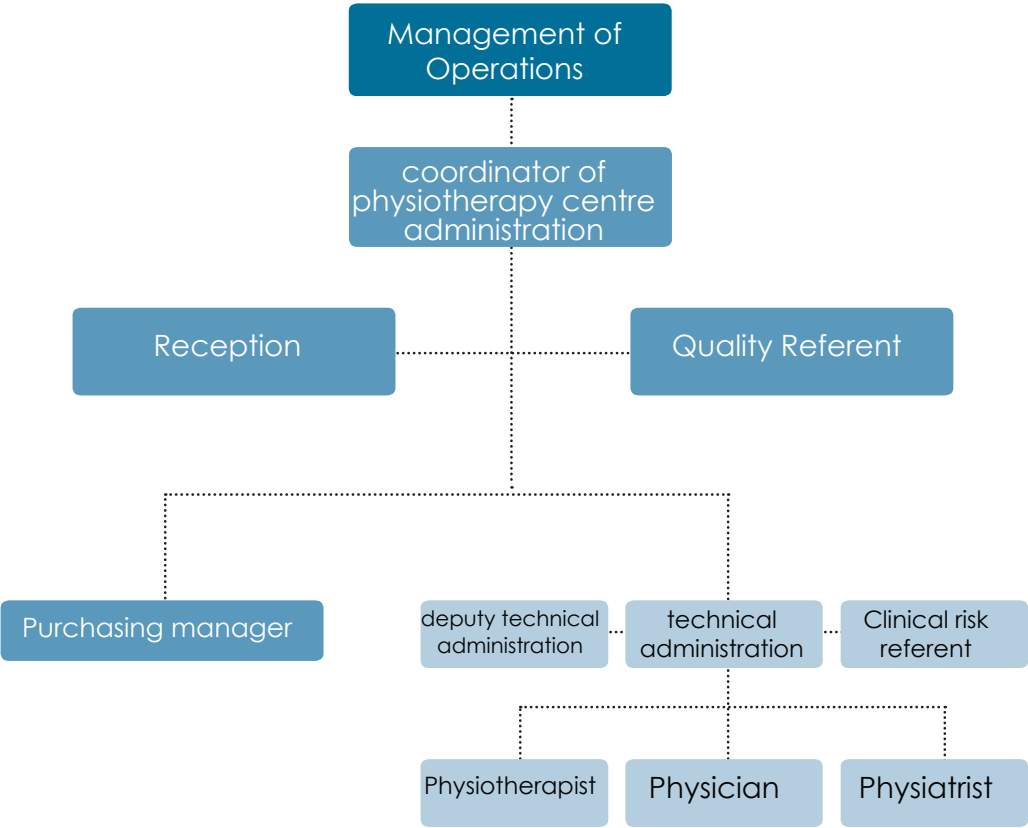 Management of
Operations
coordinator of
physiotherapy centre
administration
Reception
Quality Referent
Purchasing manager
deputy technical
administration
technical
administration
Clinical risk
referent
Physiotherapist
Physician
Physiatrist